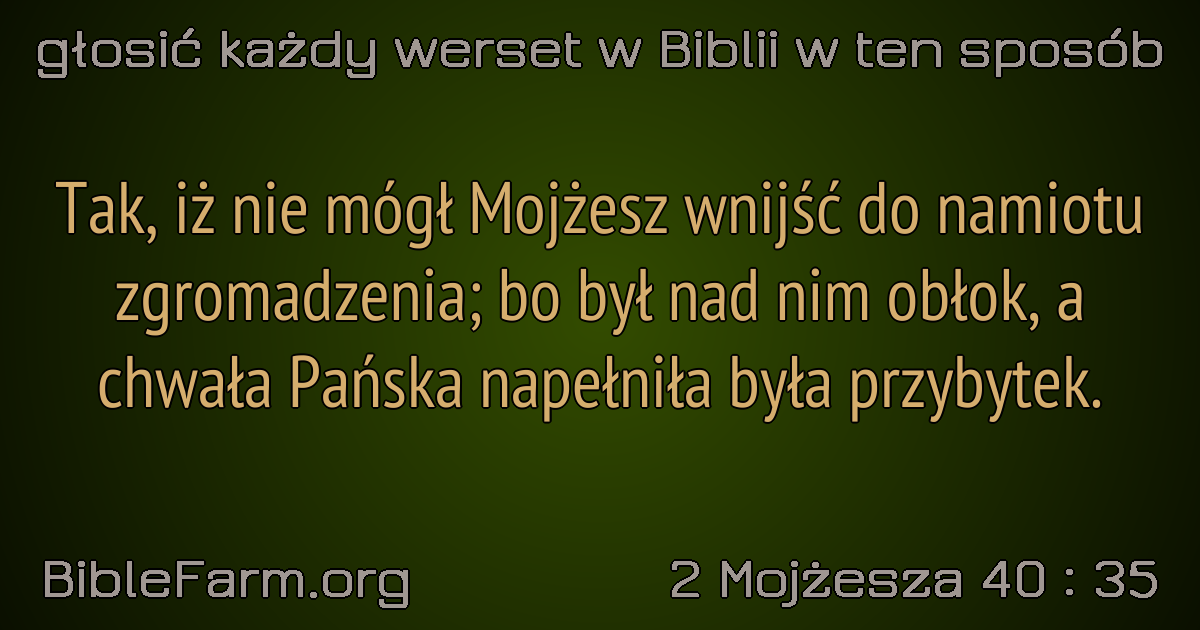 głosić każdy werset w Biblii w ten sposób
Tak, iż nie mógł Mojżesz wnijść do namiotu
zgromadzenia; bo był nad nim obłok, a
chwała Pańska napełniła była przybytek.
BibleFarm.org
2 Mojżesza 40 : 35